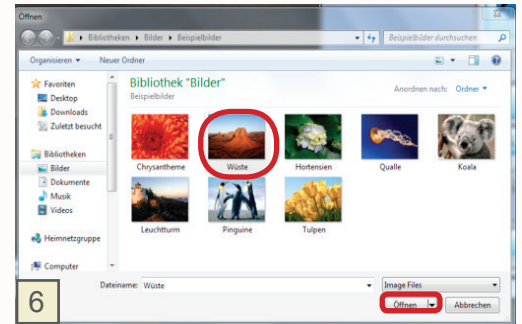 Öffnen
Bibliotheken ▸ Bilder ▸ Beispielbilder
Beispielbilder durchsuchen
Organisieren
Neuer Ordner
Favoriten
Desktop
Downloads
Zuletzt besucht
Bibliotheken
Bilder
Dokumente
Musik
Videos
Heimnetzgruppe
Computer
Bibliothek "Bilder"
Beispielbilder
Anordnen nach: Ordner
Chrysantheme
Wüste
Hortensien
Qualle
Koala
Leuchtturm
Pinguine
Tulpen
Dateiname: Wüste
Image Files
Öffnen
Abbrechen
6